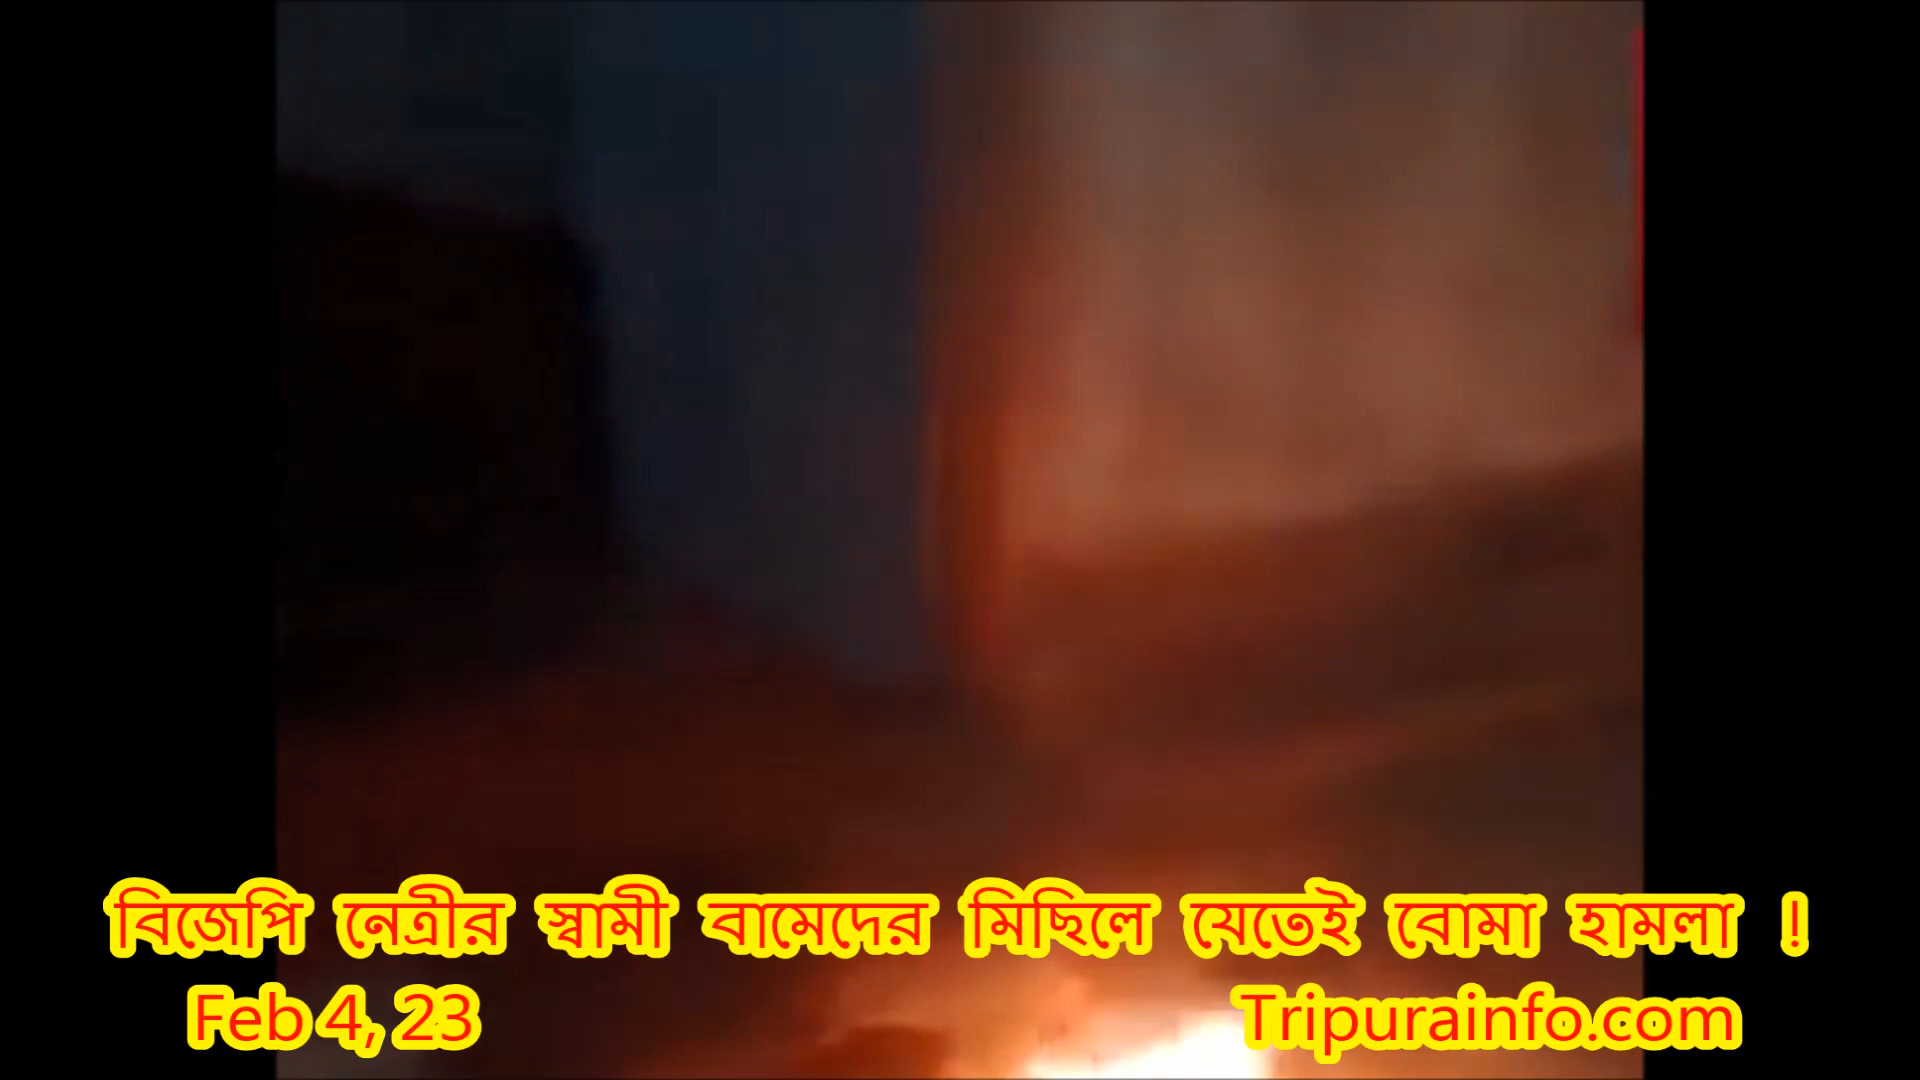 বিজেপি নেত্রীর স্বামী বামেদের মিছিলে যেতেই বোমা হামলা !
Feb 4, 23
Tripurainfo.com